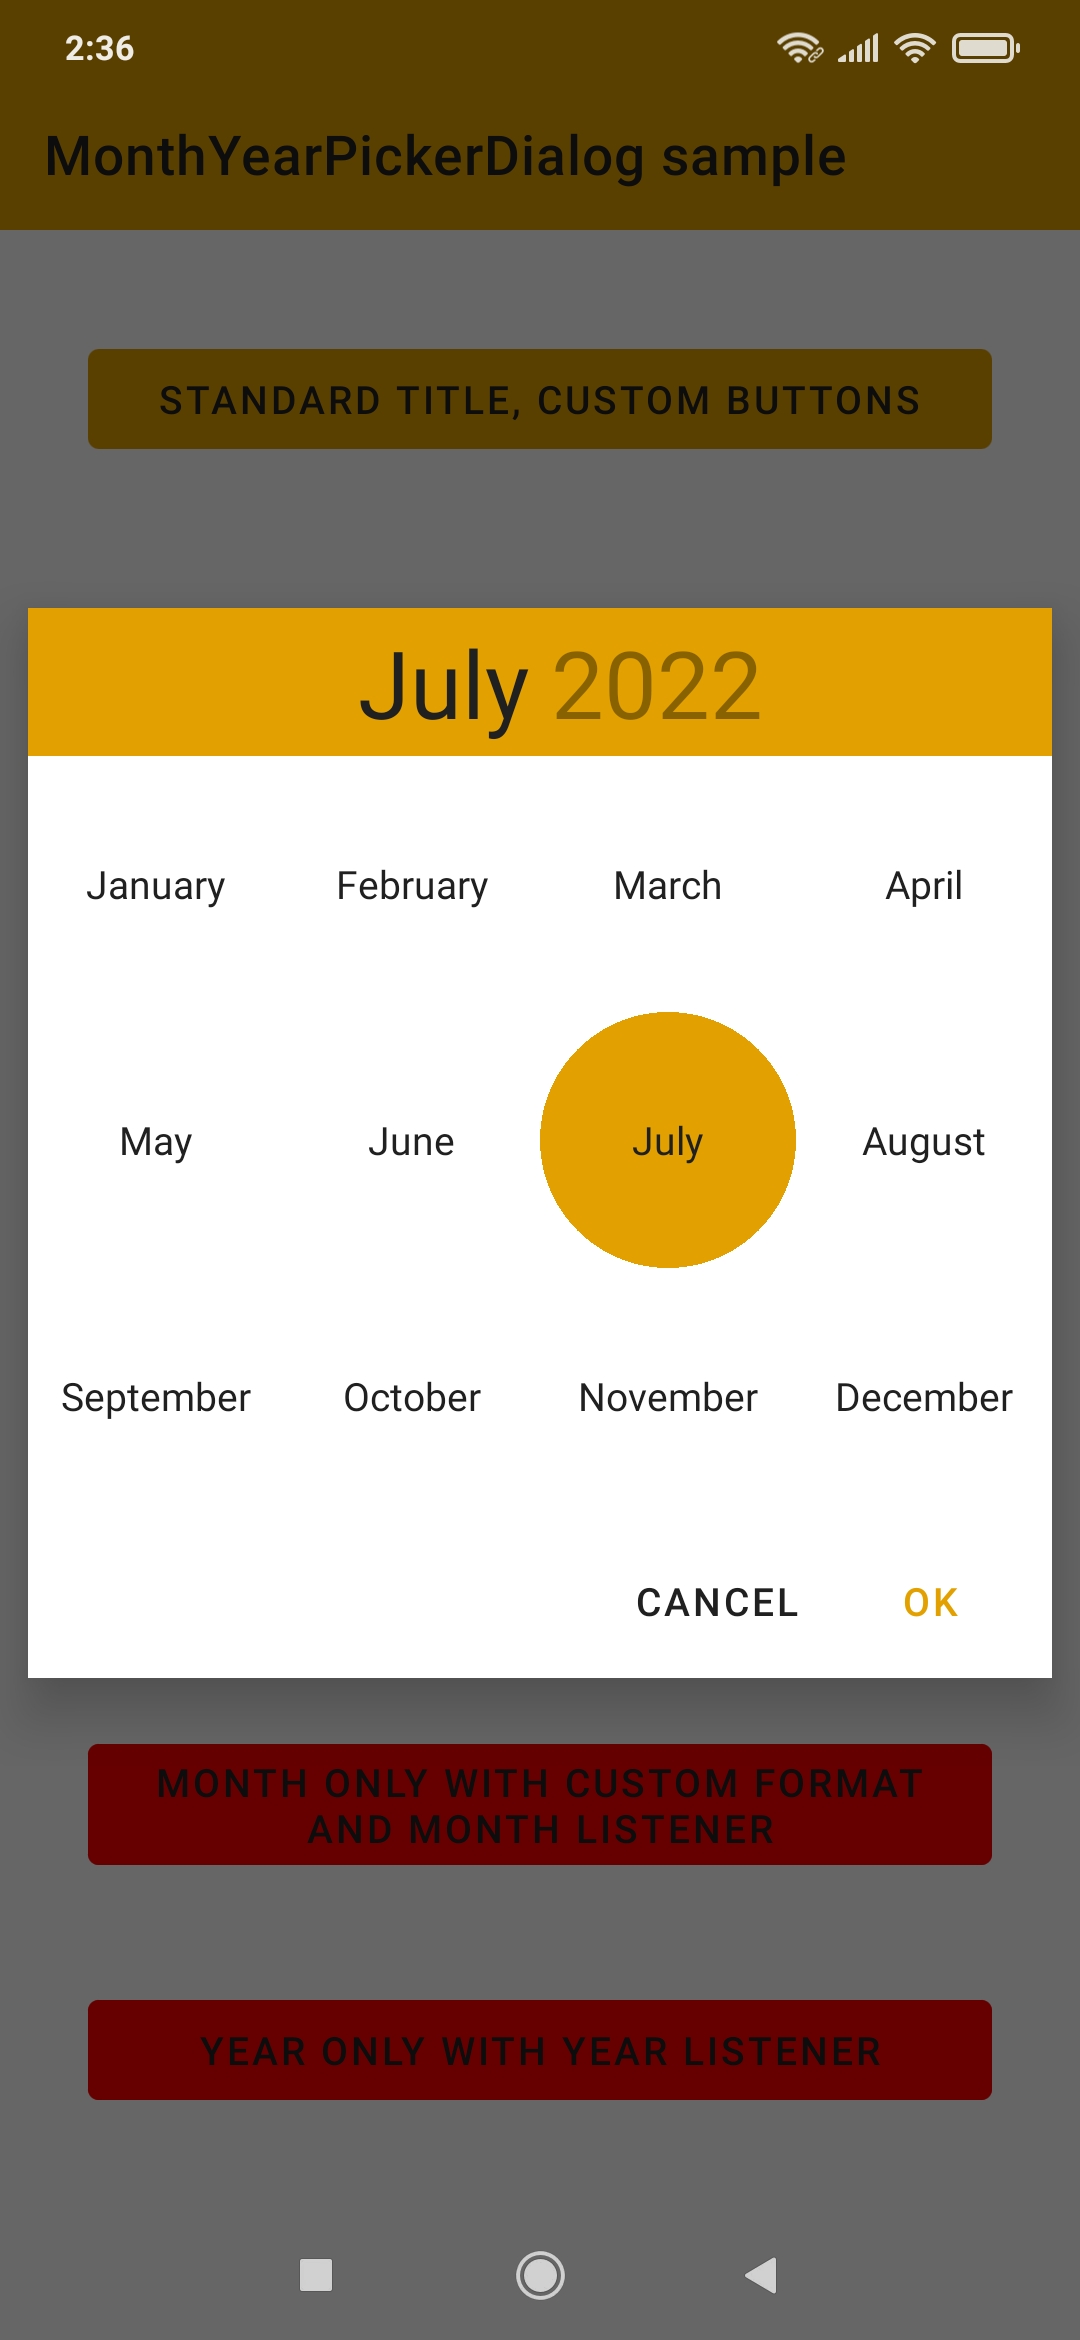 2:36
MonthYearPickerDialog sample
STANDARD TITLE, CUSTOM BUTTONS
July 2022
January February March April
May June July August
September October November December
CANCEL OK
MONTH ONLY WITH CUSTOM FORMAT
AND MONTH LISTENER
YEAR ONLY WITH YEAR LISTENER